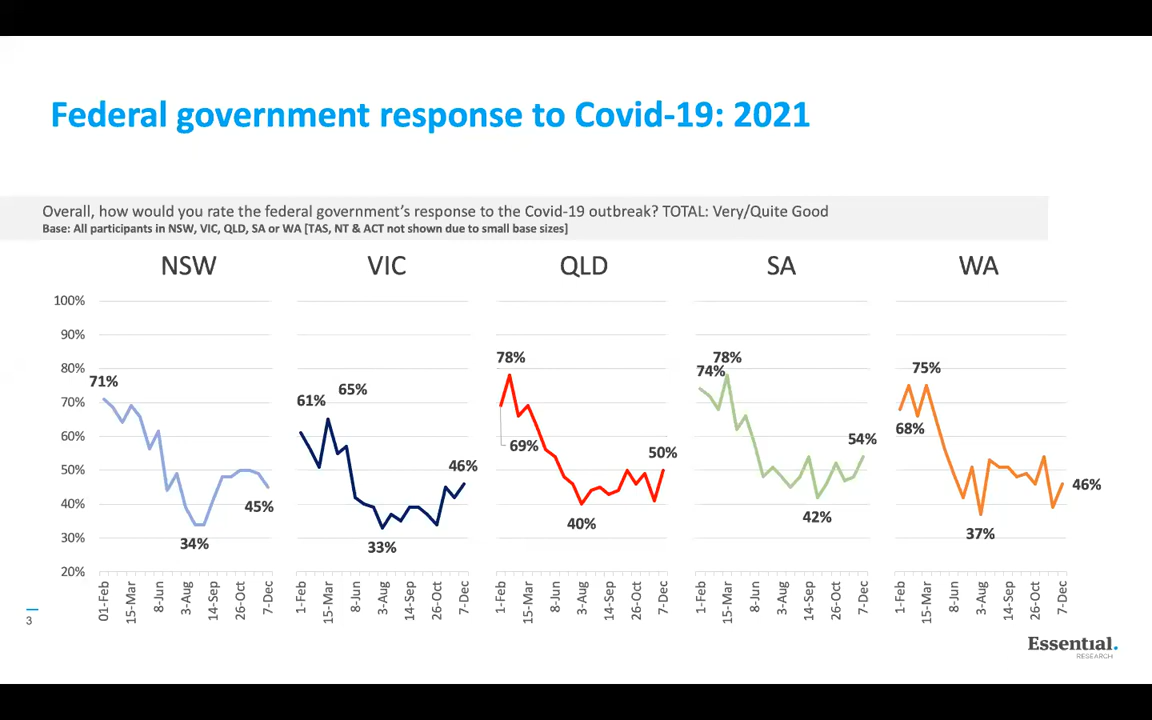 Federal government response to Covid-19: 2021
Overall, how would you rate the federal government's response to the Covid-19 outbreak? TOTAL: Very/Quite Good
Base: All participants in NSW, VIC, QLD, SA or WA [TAS, NT & ACT not shown due to small base sizes]
NSW
VIC
QLD
SA
WA
100%
90%
80%
70%
60%
50%
40%
30%
20%
71%
34%
45%
61%
65%
33%
46%
78%
69%
40%
50%
74%
78%
42%
54%
68%
75%
37%
46%
01-Feb
15-Mar
8-Jun
3-Aug
14-Sep
26-Oct
7-Dec
1-Feb
15-Mar
8-Jun
3-Aug
14-Sep
26-Oct
7-Dec
1-Feb
15-Mar
8-Jun
3-Aug
14-Sep
26-Oct
7-Dec
1-Feb
15-Mar
8-Jun
3-Aug
14-Sep
26-Oct
7-Dec
1-Feb
15-Mar
8-Jun
3-Aug
14-Sep
26-Oct
7-Dec
3
Essential.
RESEARCH